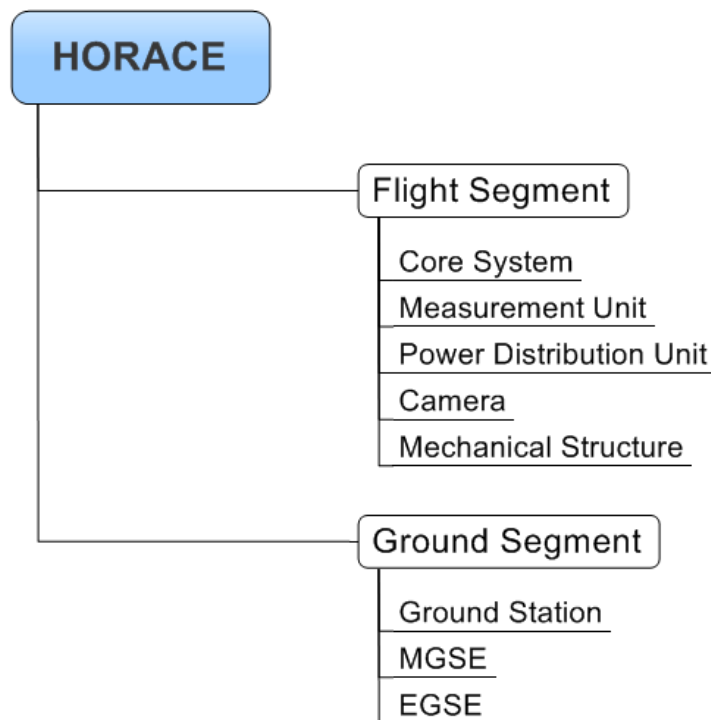 HORACE
Flight Segment
Core System
Measurement Unit
Power Distribution Unit
Camera
Mechanical Structure
Ground Segment
Ground Station
MGSE
EGSE